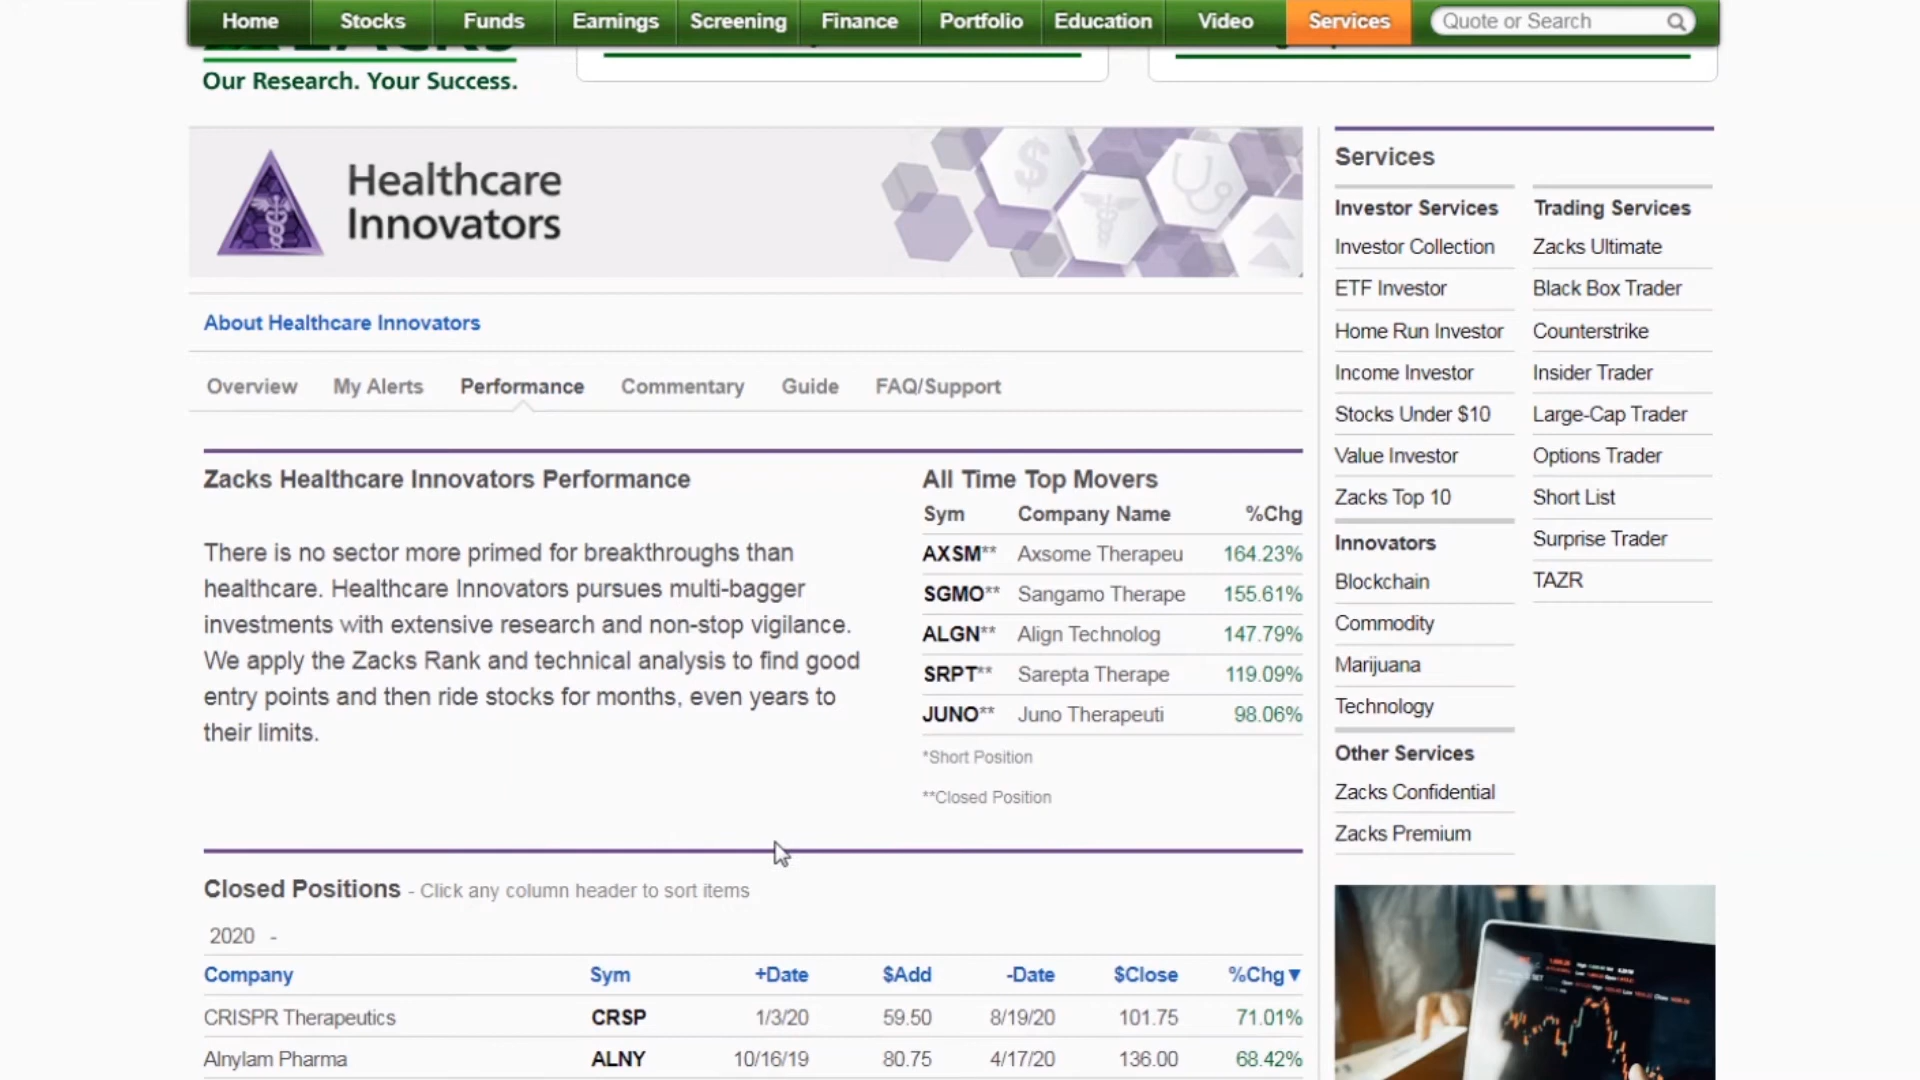 Home Stocks Funds Earnings Screening Finance Portfolio Education Video Services Quote or Search
Our Research. Your Success.
Healthcare
Innovators
About Healthcare Innovators
Overview My Alerts Performance Commentary Guide FAQ/Support
Zacks Healthcare Innovators Performance
There is no sector more primed for breakthroughs than
healthcare. Healthcare Innovators pursues multi-bagger
investments with extensive research and non-stop vigilance.
We apply the Zacks Rank and technical analysis to find good
entry points and then ride stocks for months, even years to
their limits.
All Time Top Movers
Sym Company Name %Chg
AXSM** Axsome Therapeu 164.23%
SGMO** Sangamo Therape 155.61%
ALGN** Align Technolog 147.79%
SRPT** Sarepta Therape 119.09%
JUNO** Juno Therapeuti 98.06%
*Short Position
**Closed Position
Closed Positions - Click any column header to sort items
2020 -
Company Sym +Date $Add -Date $Close %Chg▼
CRISPR Therapeutics CRSP 1/3/20 59.50 8/19/20 101.75 71.01%
Alnylam Pharma ALNY 10/16/19 80.75 4/17/20 136.00 68.42%
Services
Investor Services
Investor Collection
ETF Investor
Home Run Investor
Income Investor
Stocks Under $10
Value Investor
Zacks Top 10
Innovators
Blockchain
Commodity
Marijuana
Technology
Other Services
Zacks Confidential
Zacks Premium
Trading Services
Zacks Ultimate
Black Box Trader
Counterstrike
Insider Trader
Large-Cap Trader
Options Trader
Short List
Surprise Trader
TAZR